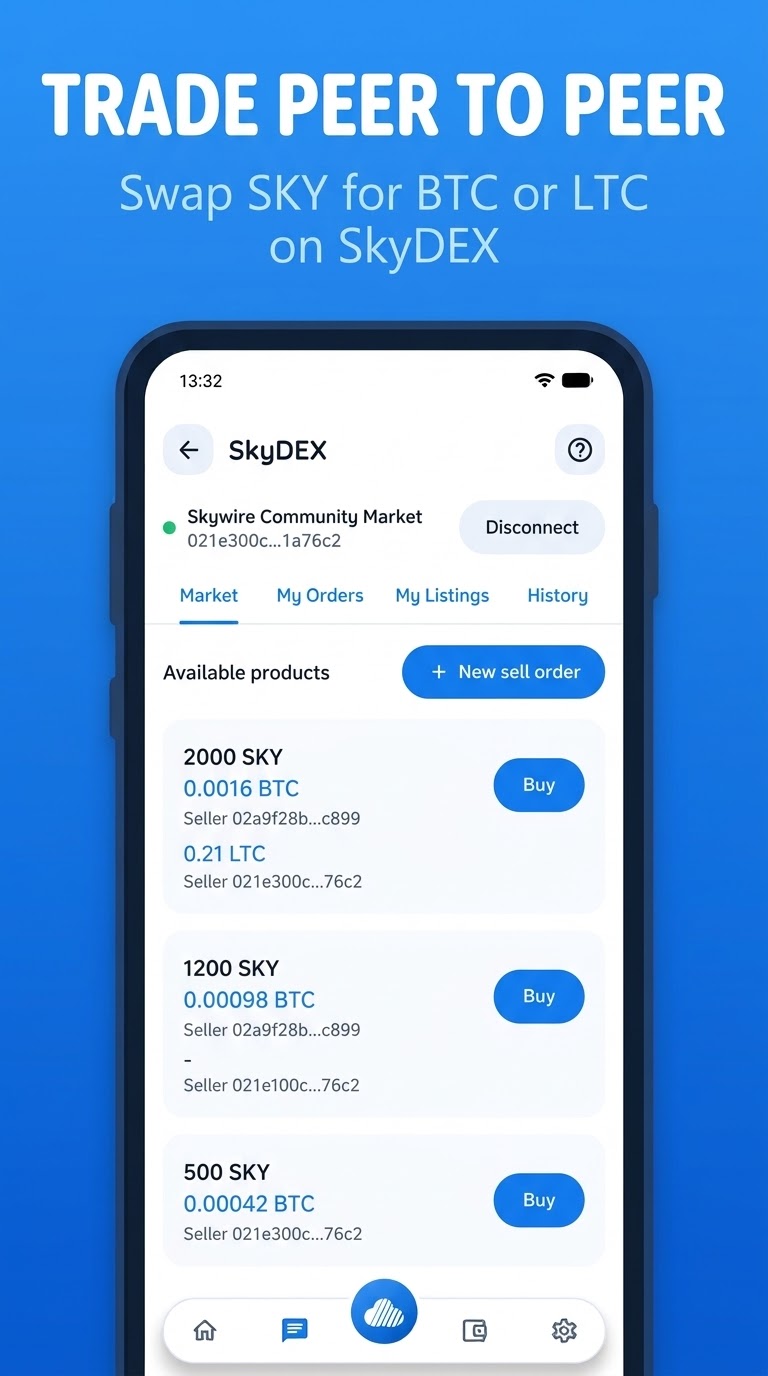 TRADE PEER TO PEER
Swap SKY for BTC or LTC
on SkyDEX
13:32
SkyDEX
Skywire Community Market
021e300c...1a76c2
Disconnect
Market
My Orders
My Listings
History
Available products
+ New sell order
2000 SKY
0.0016 BTC
Seller 02a9f28b...c899
0.21 LTC
Seller 021e300c...76c2
Buy
1200 SKY
0.00098 BTC
Seller 02a9f28b...c899
-
Seller 021e100c...76c2
Buy
500 SKY
0.00042 BTC
Seller 021e300c...76c2
Buy